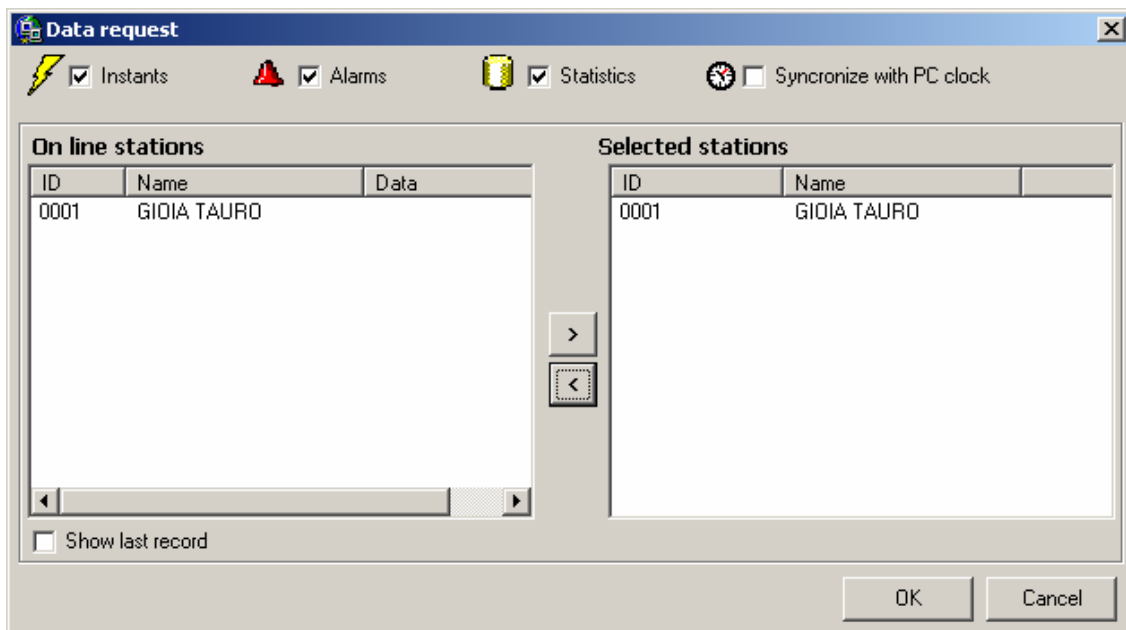 Data request
Instants Alarms Statistics Syncronize with PC clock
On line stations Selected stations
ID Name Data ID Name
0001 GIOIA TAURO 0001 GIOIA TAURO
>
<
Show last record
OK Cancel